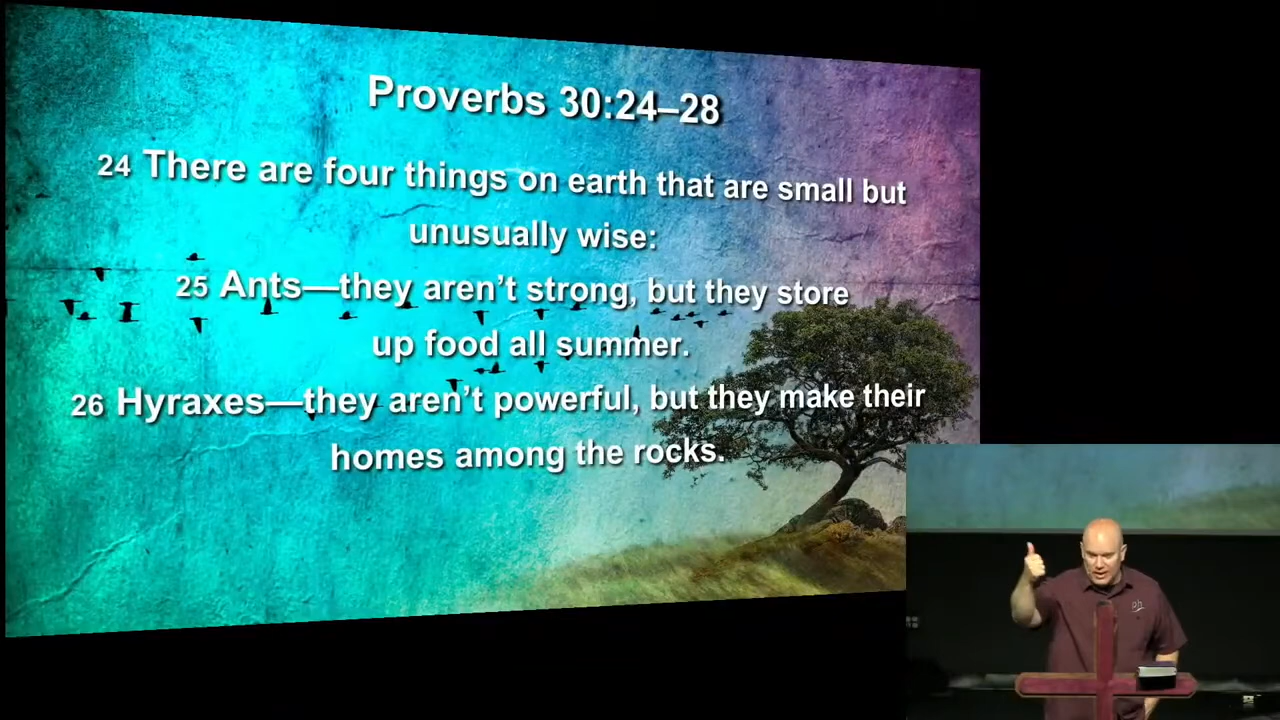 Proverbs 30:24–28
24 There are four things on earth that are small but
unusually wise:
25 Ants—they aren’t strong, but they store
up food all summer.
26 Hyraxes—they aren’t powerful, but they make their
homes among the rocks.
ph